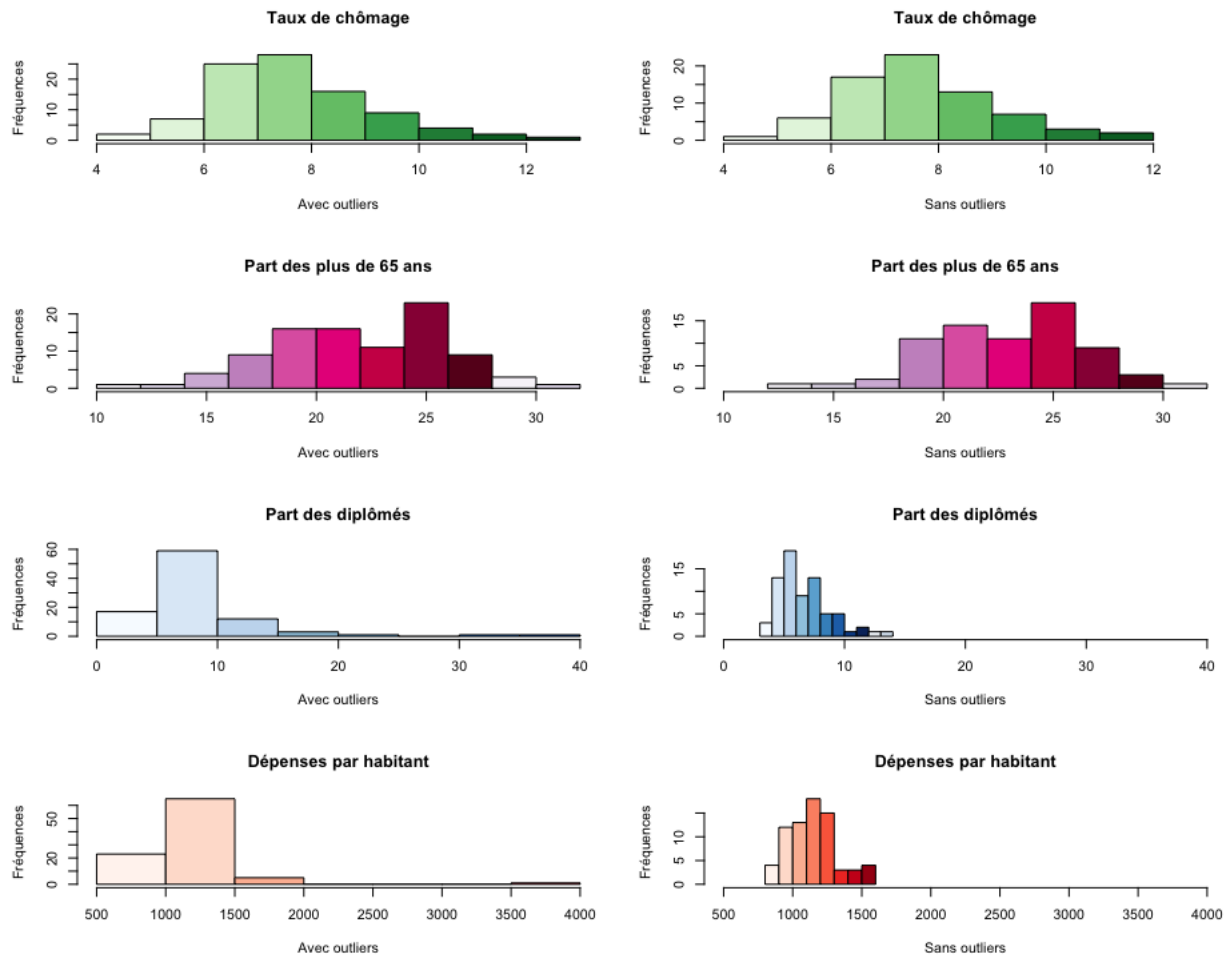 Taux de chômage
Fréquences
0 10 20
4 6 8 10 12
Avec outliers
Taux de chômage
Fréquences
0 10 20
4 6 8 10 12
Sans outliers
Part des plus de 65 ans
Fréquences
0 10 20
10 15 20 25 30
Avec outliers
Part des plus de 65 ans
Fréquences
0 5 15
10 15 20 25 30
Sans outliers
Part des diplômés
Fréquences
0 20 40 60
0 10 20 30 40
Avec outliers
Part des diplômés
Fréquences
0 5 15
0 10 20 30 40
Sans outliers
Dépenses par habitant
Fréquences
0 20 50
500 1000 1500 2000 2500 3000 3500 4000
Avec outliers
Dépenses par habitant
Fréquences
0 5 10
500 1000 1500 2000 2500 3000 3500 4000
Sans outliers